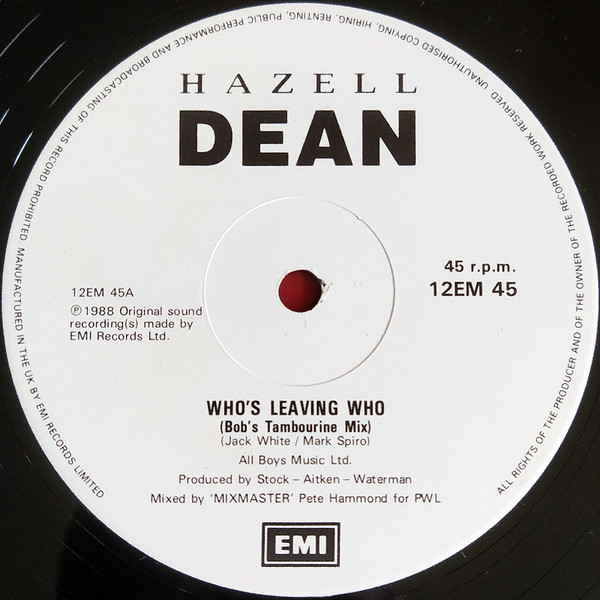 ALL RIGHTS OF THE PRODUCER AND OF THE OWNER OF THE RECORDED WORK RESERVED. UNAUTHORISED COPYING, HIRING, RENTING, PUBLIC PERFORMANCE AND BROADCASTING OF THIS RECORD PROHIBITED. MANUFACTURED IN THE UK BY EMI RECORDS LIMITED
HAZELL
DEAN
45 r.p.m.
12EM 45
12EM 45A
℗1988 Original sound
recording(s) made by
EMI Records Ltd.
WHO'S LEAVING WHO
(Bob's Tambourine Mix)
(Jack White / Mark Spiro)
All Boys Music Ltd.
Produced by Stock – Aitken – Waterman
Mixed by 'MIXMASTER' Pete Hammond for PWL
EMI